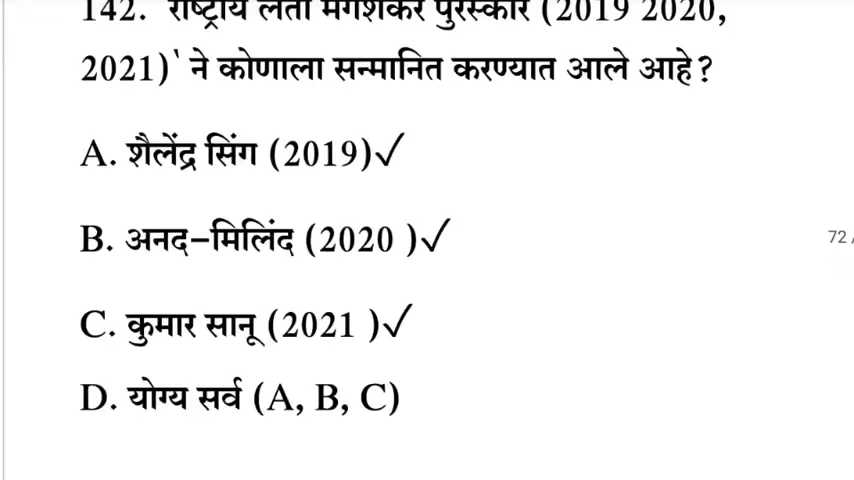 142. राष्ट्रीय लता मंगेशकर पुरस्कार (2019 2020,
2021)' ने कोणाला सन्मानित करण्यात आले आहे?
A. शैलेंद्र सिंग (2019)✓
B. अनद-मिलिंद (2020 )✓
72 /
C. कुमार सानू (2021 )✓
D. योग्य सर्व (A, B, C)